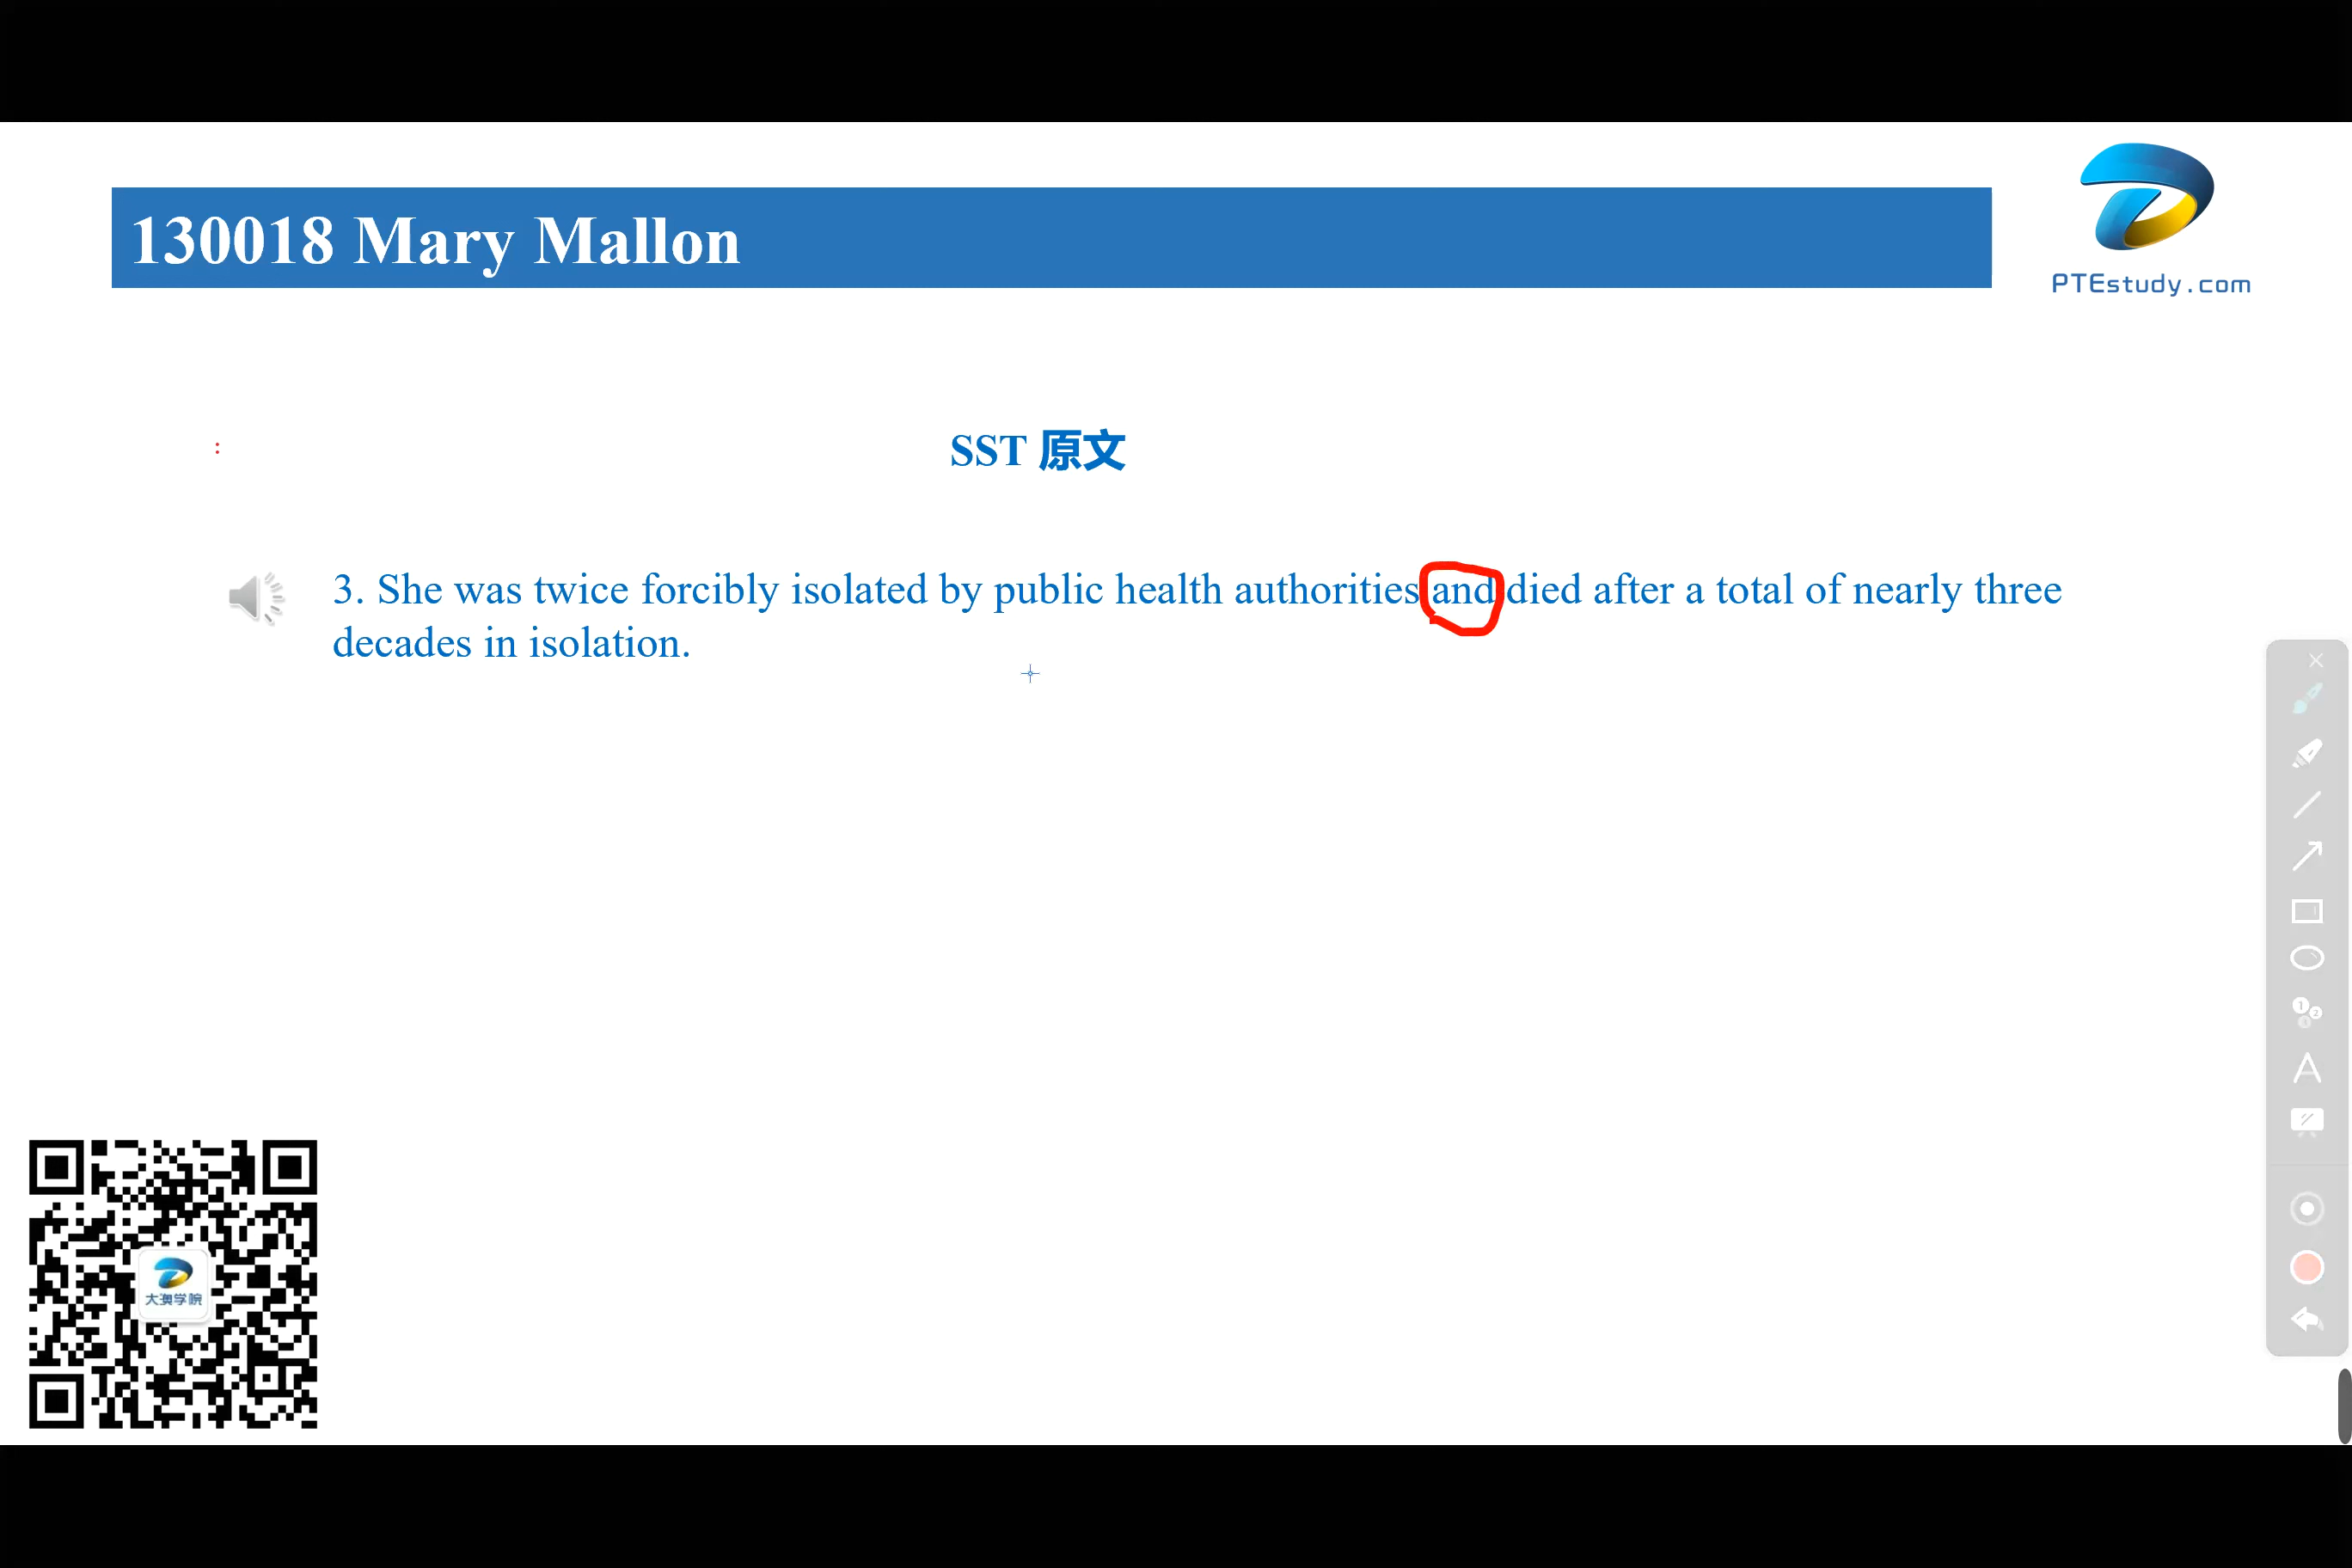 130018 Mary Mallon
PTEstudy.com
:
SST 原文
3. She was twice forcibly isolated by public health authorities and died after a total of nearly three
decades in isolation.
大澳学院